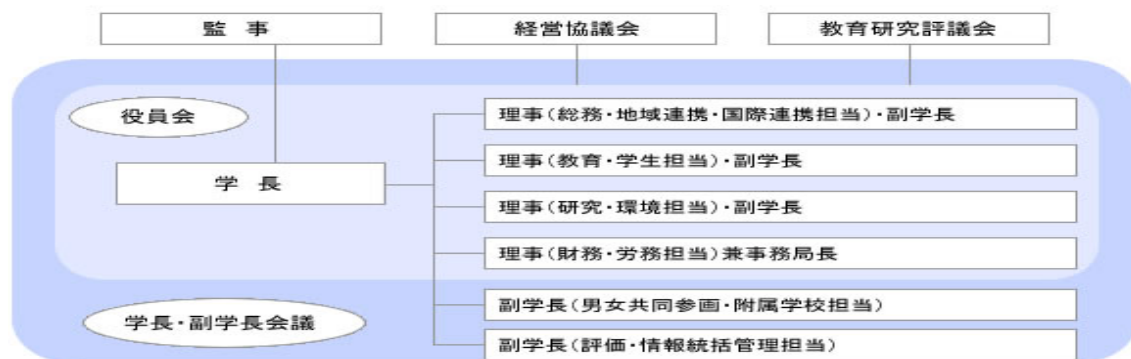 監 事
経営協議会
教育研究評議会
役員会
理事(総務・地域連携・国際連携担当)・副学長
理事(教育・学生担当)・副学長
学 長
理事(研究・環境担当)・副学長
理事(財務・労務担当)兼事務局長
学長・副学長会議
副学長(男女共同参画・附属学校担当)
副学長(評価・情報統括管理担当)